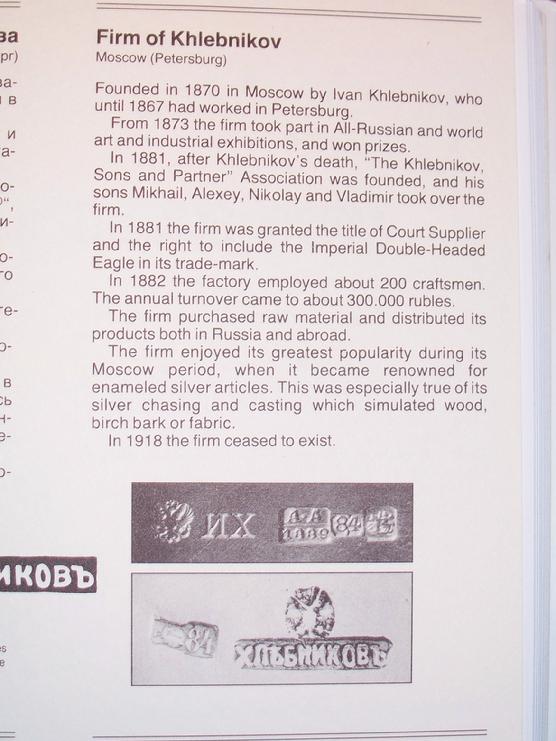 ва
Firm of Khlebnikov
рг)
Moscow (Petersburg)
ва-
в
и
о-
и-
о-
го
о-
в
сь
н-
е-
о-
Founded in 1870 in Moscow by Ivan Khlebnikov, who
until 1867 had worked in Petersburg.
From 1873 the firm took part in All-Russian and world
art and industrial exhibitions, and won prizes.
In 1881, after Khlebnikov's death, "The Khlebnikov,
Sons and Partner" Association was founded, and his
sons Mikhail, Alexey, Nikolay and Vladimir took over the
firm.
In 1881 the firm was granted the title of Court Supplier
and the right to include the Imperial Double-Headed
Eagle in its trade-mark.
In 1882 the factory employed about 200 craftsmen.
The annual turnover came to about 300.000 rubles.
The firm purchased raw material and distributed its
products both in Russia and abroad.
The firm enjoyed its greatest popularity during its
Moscow period, when it became renowned for
enameled silver articles. This was especially true of its
silver chasing and casting which simulated wood,
birch bark or fabric.
In 1918 the firm ceased to exist.
ИХ
А·А
1889
84
ИКОВЪ
84
ХЛѢБНИКОВЪ